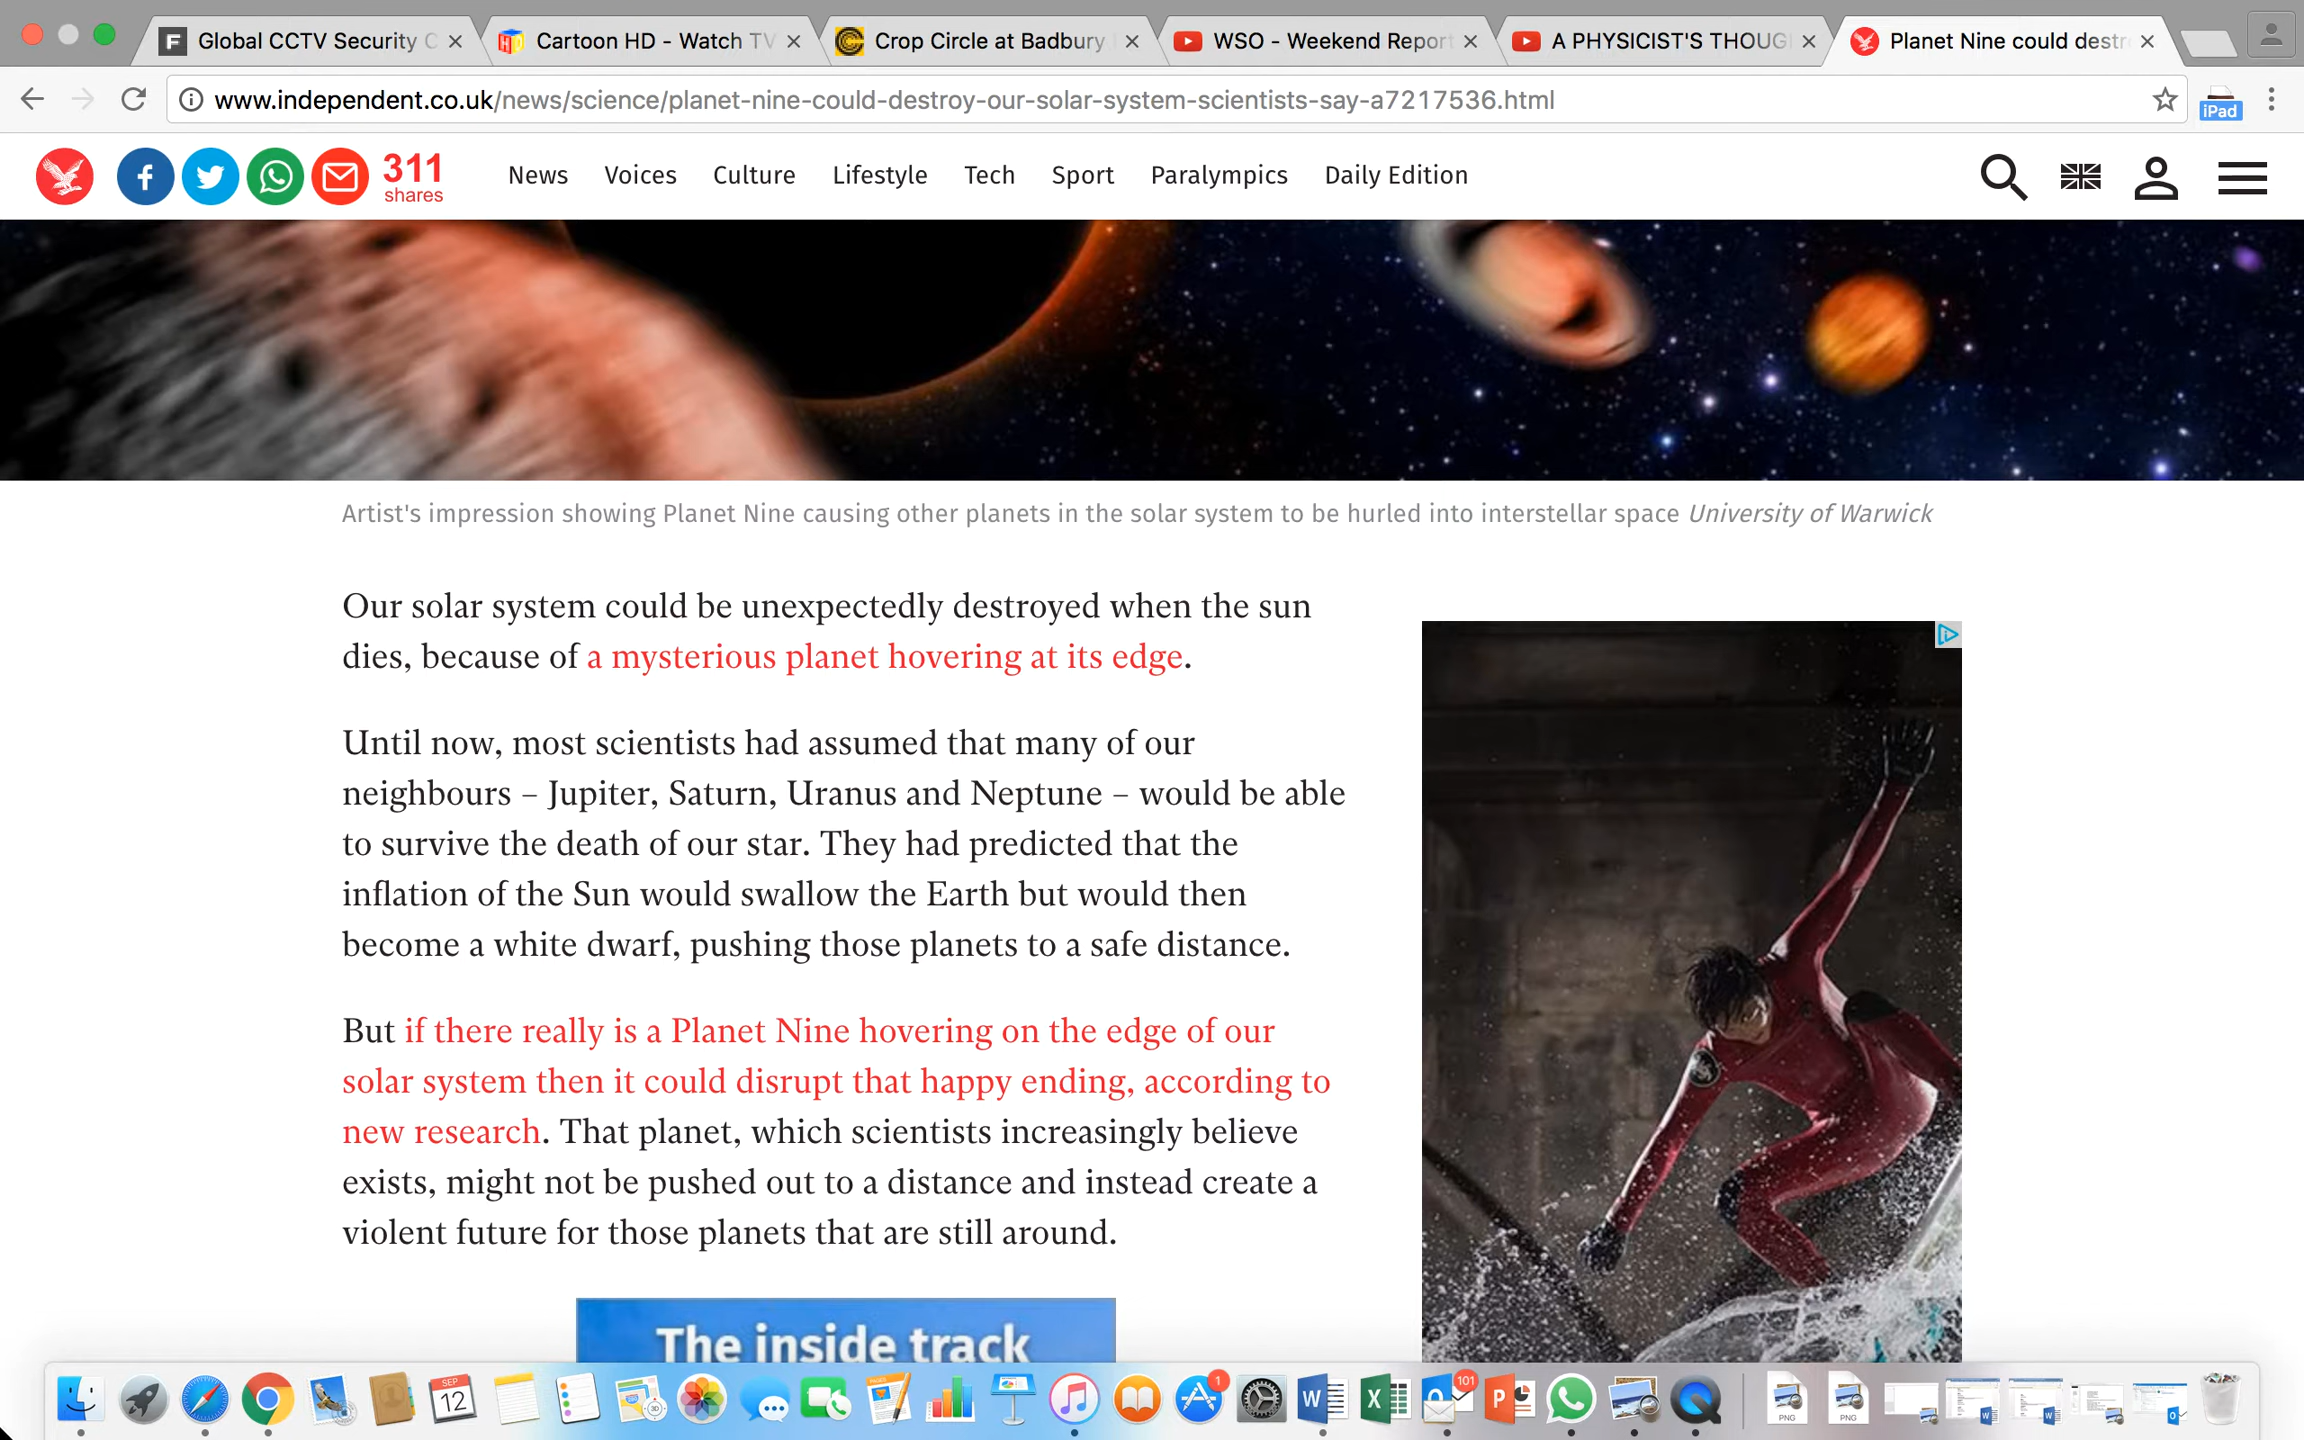 Global CCTV Security C
Cartoon HD - Watch TV
Crop Circle at Badbury
WSO - Weekend Report
A PHYSICIST'S THOUG
Planet Nine could destr
www.independent.co.uk/news/science/planet-nine-could-destroy-our-solar-system-scientists-say-a7217536.html
iPad
311
shares
News Voices Culture Lifestyle Tech Sport Paralympics Daily Edition
Artist's impression showing Planet Nine causing other planets in the solar system to be hurled into interstellar space University of Warwick
Our solar system could be unexpectedly destroyed when the sun
dies, because of a mysterious planet hovering at its edge.
Until now, most scientists had assumed that many of our
neighbours – Jupiter, Saturn, Uranus and Neptune – would be able
to survive the death of our star. They had predicted that the
inflation of the Sun would swallow the Earth but would then
become a white dwarf, pushing those planets to a safe distance.
But if there really is a Planet Nine hovering on the edge of our
solar system then it could disrupt that happy ending, according to
new research. That planet, which scientists increasingly believe
exists, might not be pushed out to a distance and instead create a
violent future for those planets that are still around.
The inside track
SEP
12
1
101
PNG
PNG